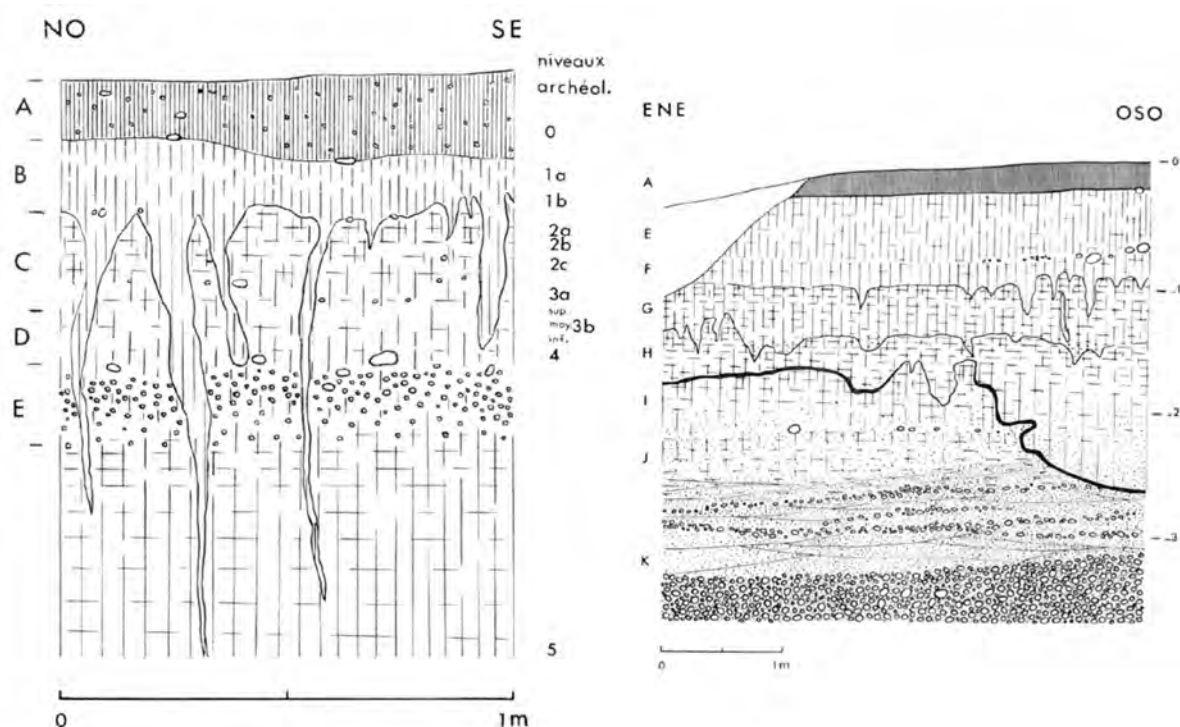 NO SE
niveaux
archéol.
A
0
B
1a
1b
2a
2b
C
2c
3a
sup.
moy. 3b
D
inf.
4
E
5
0 1m
ENE OSO
A
E
F
G
H
I
J
K
0
1
2
3
0 1m